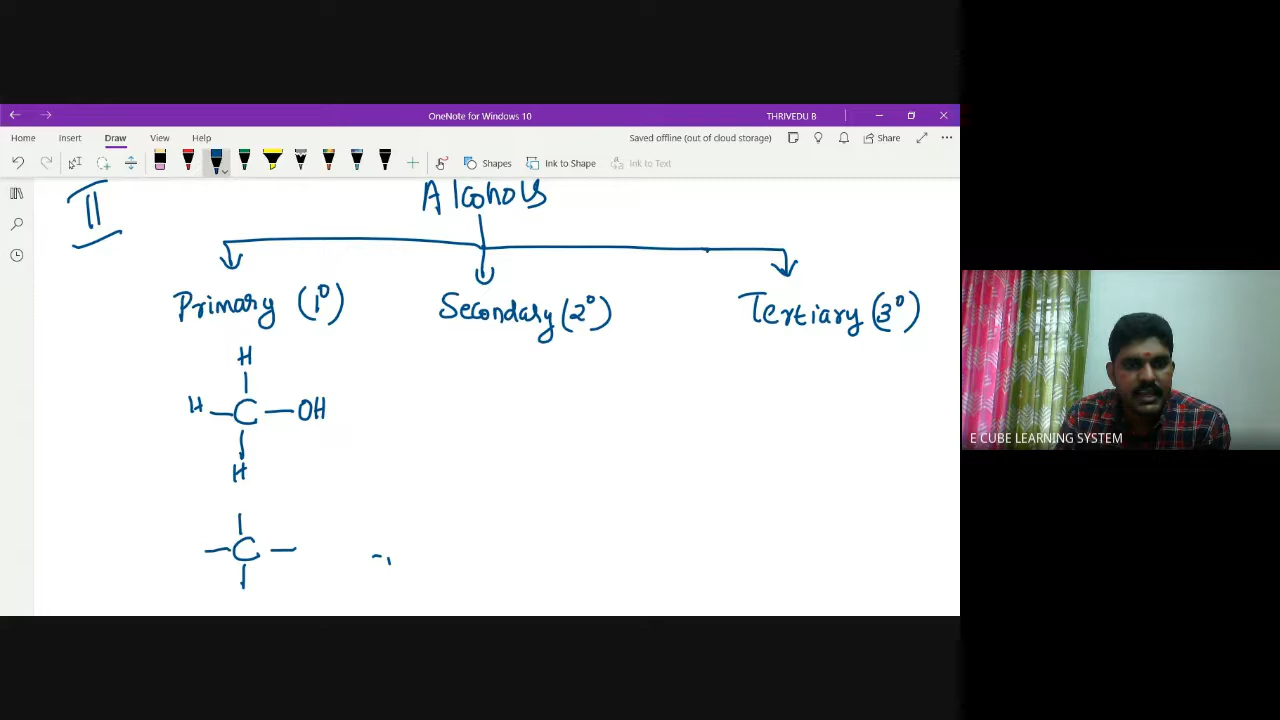 OneNote for Windows 10
THRIVEDU B
Home Insert Draw View Help
Saved offline (out of cloud storage)
Share
Shapes
Ink to Shape
Ink to Text
II
Alcohols
Primary (1°)
Secondary (2°)
Tertiary (3°)
H
H-C-OH
H
C
E CUBE LEARNING SYSTEM